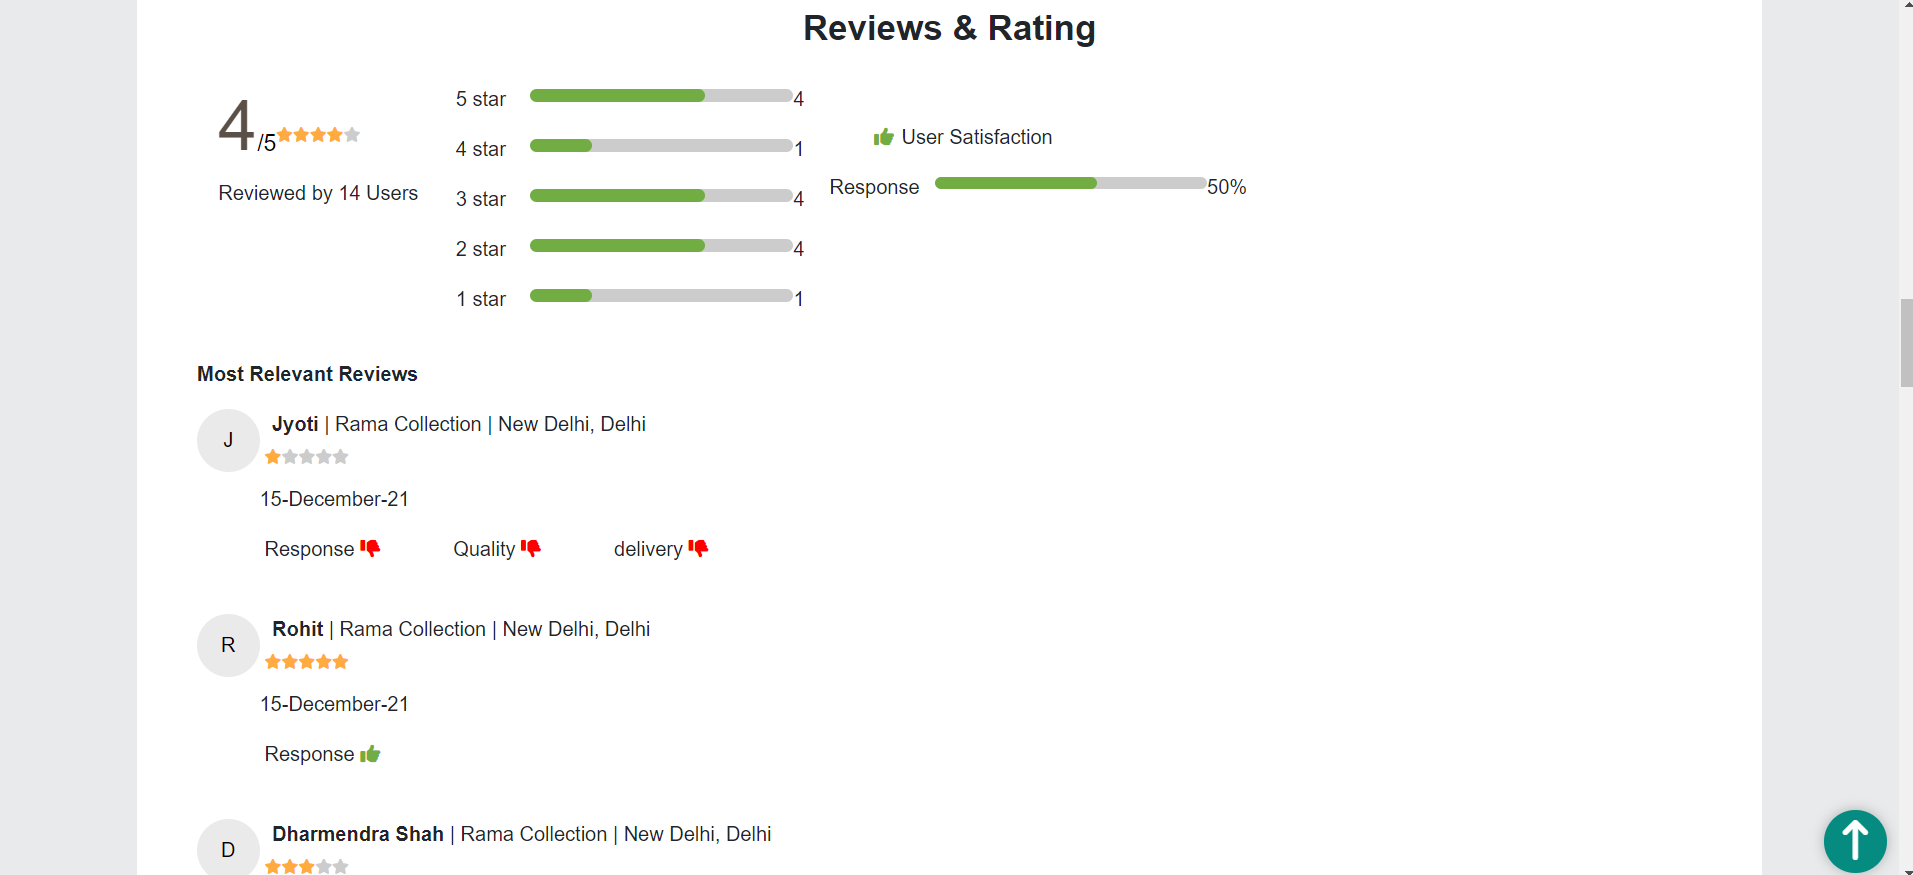 Reviews & Rating
4/5
Reviewed by 14 Users
5 star 4
4 star 1
3 star 4
2 star 4
1 star 1
User Satisfaction
Response 50%
Most Relevant Reviews
J
Jyoti | Rama Collection | New Delhi, Delhi
15-December-21
Response Quality delivery
R
Rohit | Rama Collection | New Delhi, Delhi
15-December-21
Response
D
Dharmendra Shah | Rama Collection | New Delhi, Delhi